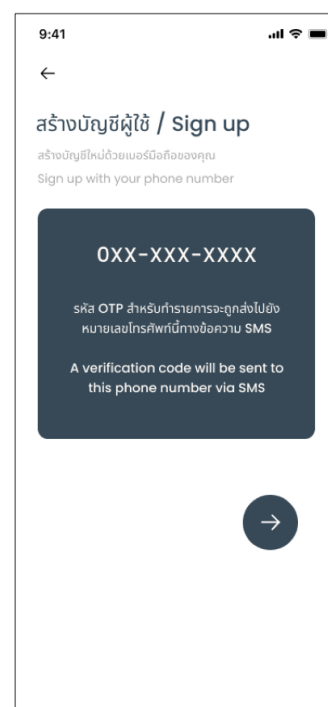 9:41
สร้างบัญชีผู้ใช้ / Sign up
สร้างบัญชีใหม่ด้วยเบอร์มือถือของคุณ
Sign up with your phone number
0XX-XXX-XXXX
รหัส OTP สำหรับทำรายการจะถูกส่งไปยัง
หมายเลขโทรศัพท์นี้ทางข้อความ SMS
A verification code will be sent to
this phone number via SMS